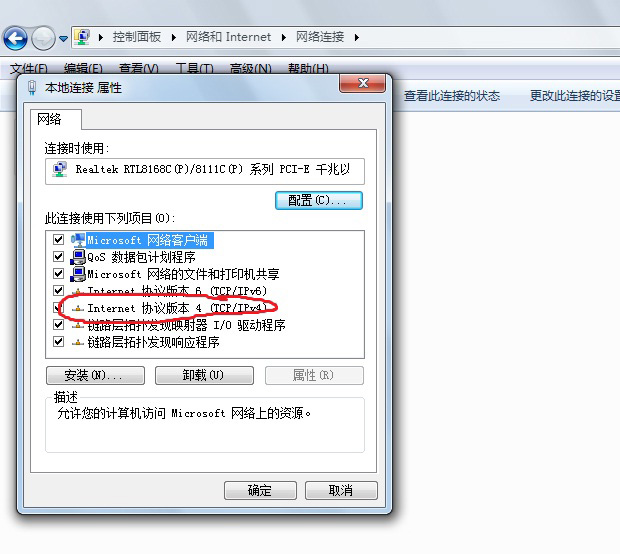 控制面板 网络和 Internet 网络连接
文件(F) 编辑(E) 查看(V) 工具(T) 高级(N) 帮助(H)
本地连接 属性
查看此连接的状态 更改此连接的设置
网络
连接时使用:
Realtek RTL8168C(P)/8111C(P) 系列 PCI-E 千兆以
配置(C)...
此连接使用下列项目(O):
Microsoft 网络客户端
QoS 数据包计划程序
Microsoft 网络的文件和打印机共享
Internet 协议版本 6 (TCP/IPv6)
Internet 协议版本 4 (TCP/IPv4)
链路层拓扑发现映射器 I/O 驱动程序
链路层拓扑发现响应程序
安装(N)... 卸载(U) 属性(R)
描述
允许您的计算机访问 Microsoft 网络上的资源。
确定 取消